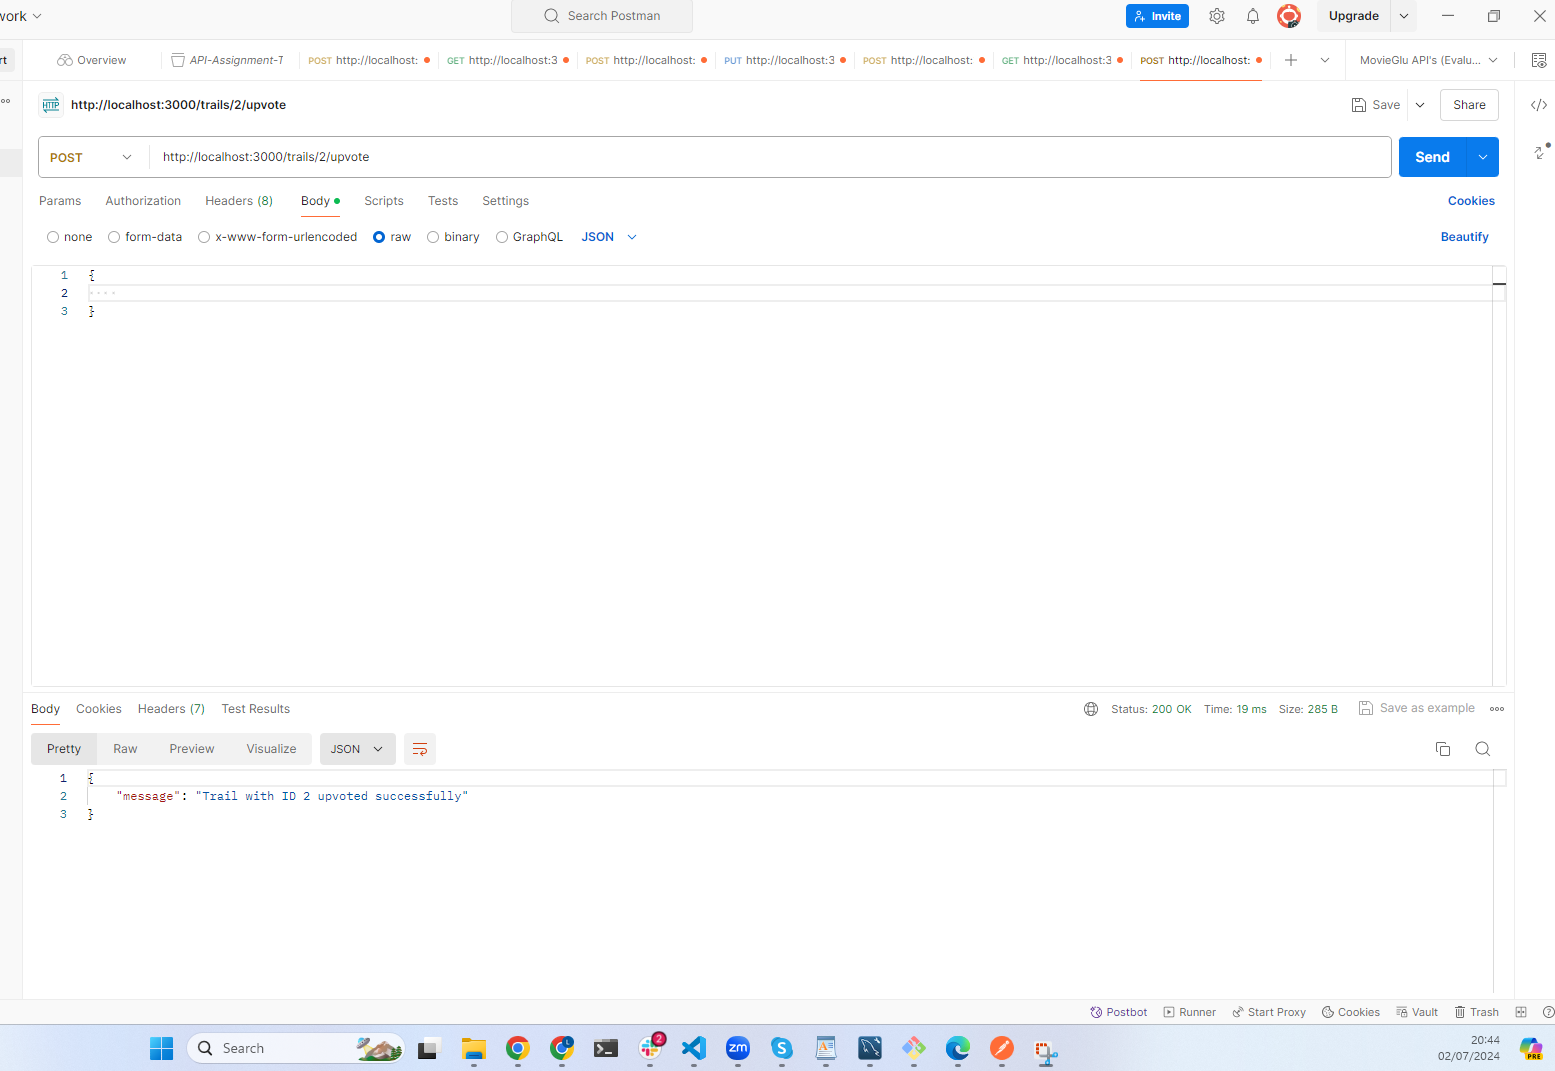 work
Search Postman
Invite
Upgrade
rt
Overview
API-Assignment-1
POST http://localhost:
GET http://localhost:3
POST http://localhost:
PUT http://localhost:3
POST http://localhost:
GET http://localhost:3
POST http://localhost:
MovieGlu API's (Evalu...
HTTP http://localhost:3000/trails/2/upvote
Save
Share
POST http://localhost:3000/trails/2/upvote
Send
Params Authorization Headers (8) Body Scripts Tests Settings
Cookies
none form-data x-www-form-urlencoded raw binary GraphQL JSON
Beautify
1 {
2 ....
3 }
Body Cookies Headers (7) Test Results
Status: 200 OK Time: 19 ms Size: 285 B Save as example
Pretty Raw Preview Visualize JSON
1 {
2 "message": "Trail with ID 2 upvoted successfully"
3 }
Postbot Runner Start Proxy Cookies Vault Trash
Search
2
L
zm
S
20:44
02/07/2024
PRE